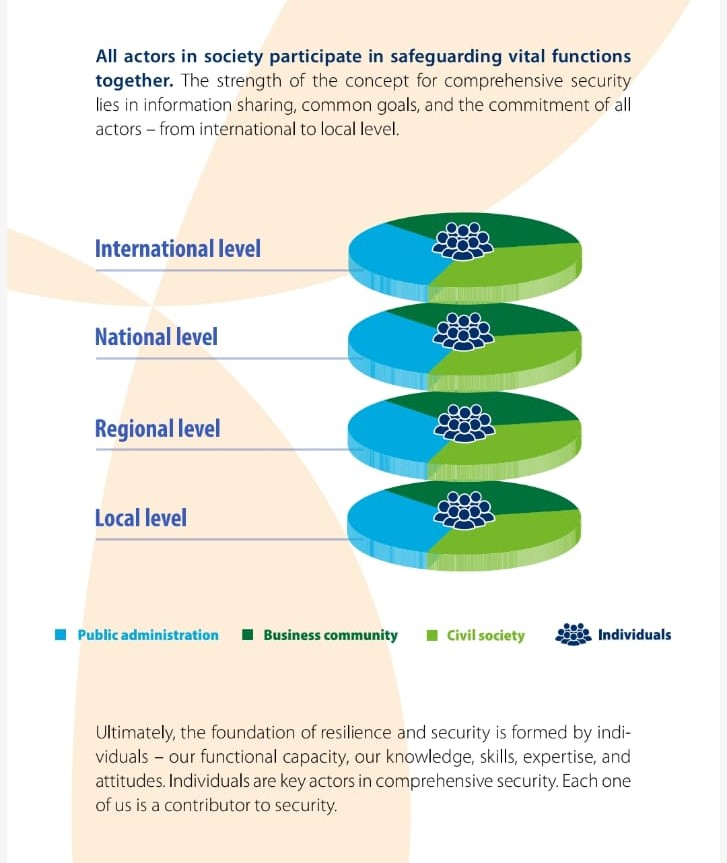 All actors in society participate in safeguarding vital functions
together. The strength of the concept for comprehensive security
lies in information sharing, common goals, and the commitment of all
actors – from international to local level.
International level
National level
Regional level
Local level
Public administration
Business community
Civil society
Individuals
Ultimately, the foundation of resilience and security is formed by indi-
viduals – our functional capacity, our knowledge, skills, expertise, and
attitudes. Individuals are key actors in comprehensive security. Each one
of us is a contributor to security.